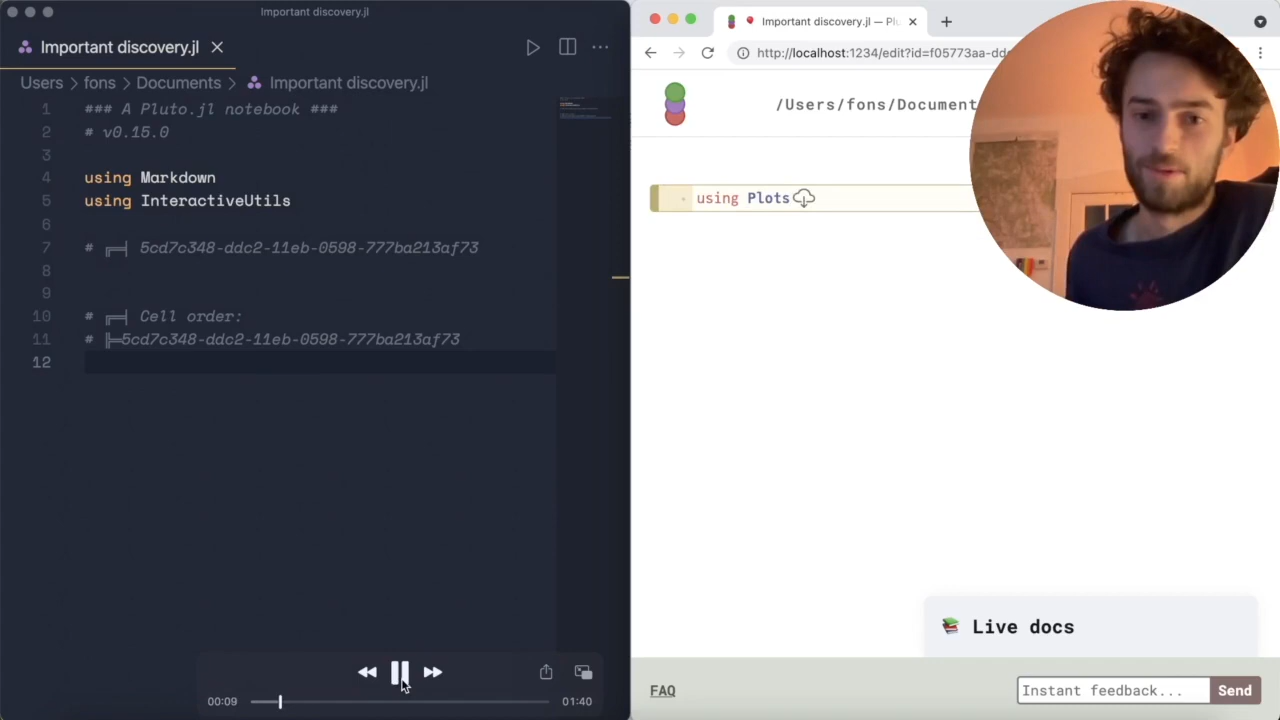 Important discovery.jl
Important discovery.jl
Users > fons > Documents > Important discovery.jl
1 ### A Pluto.jl notebook ###
2 # v0.15.0
3
4 using Markdown
5 using InteractiveUtils
6
7 # ╔═╡ 5cd7c348-ddc2-11eb-0598-777ba213af73
8
9
10 # ╔═╡ Cell order:
11 # ╠═5cd7c348-ddc2-11eb-0598-777ba213af73
12
00:09
01:40
Important discovery.jl — Plu
http://localhost:1234/edit?id=f05773aa-dd
/Users/fons/Document
using Plots
Live docs
FAQ
Instant feedback...
Send